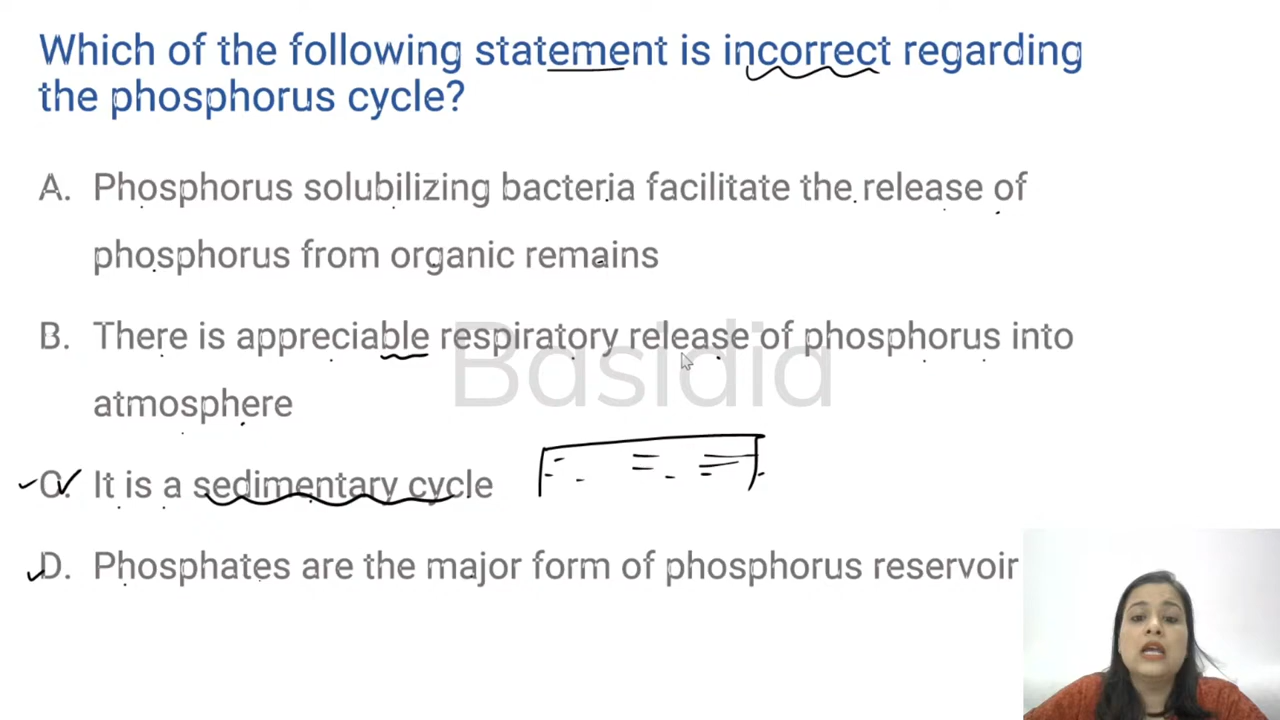 Which of the following statement is incorrect regarding
the phosphorus cycle?
A. Phosphorus solubilizing bacteria facilitate the release of
phosphorus from organic remains
B. There is appreciable respiratory release of phosphorus into
atmosphere
Basidid
C. It is a sedimentary cycle
D. Phosphates are the major form of phosphorus reservoir